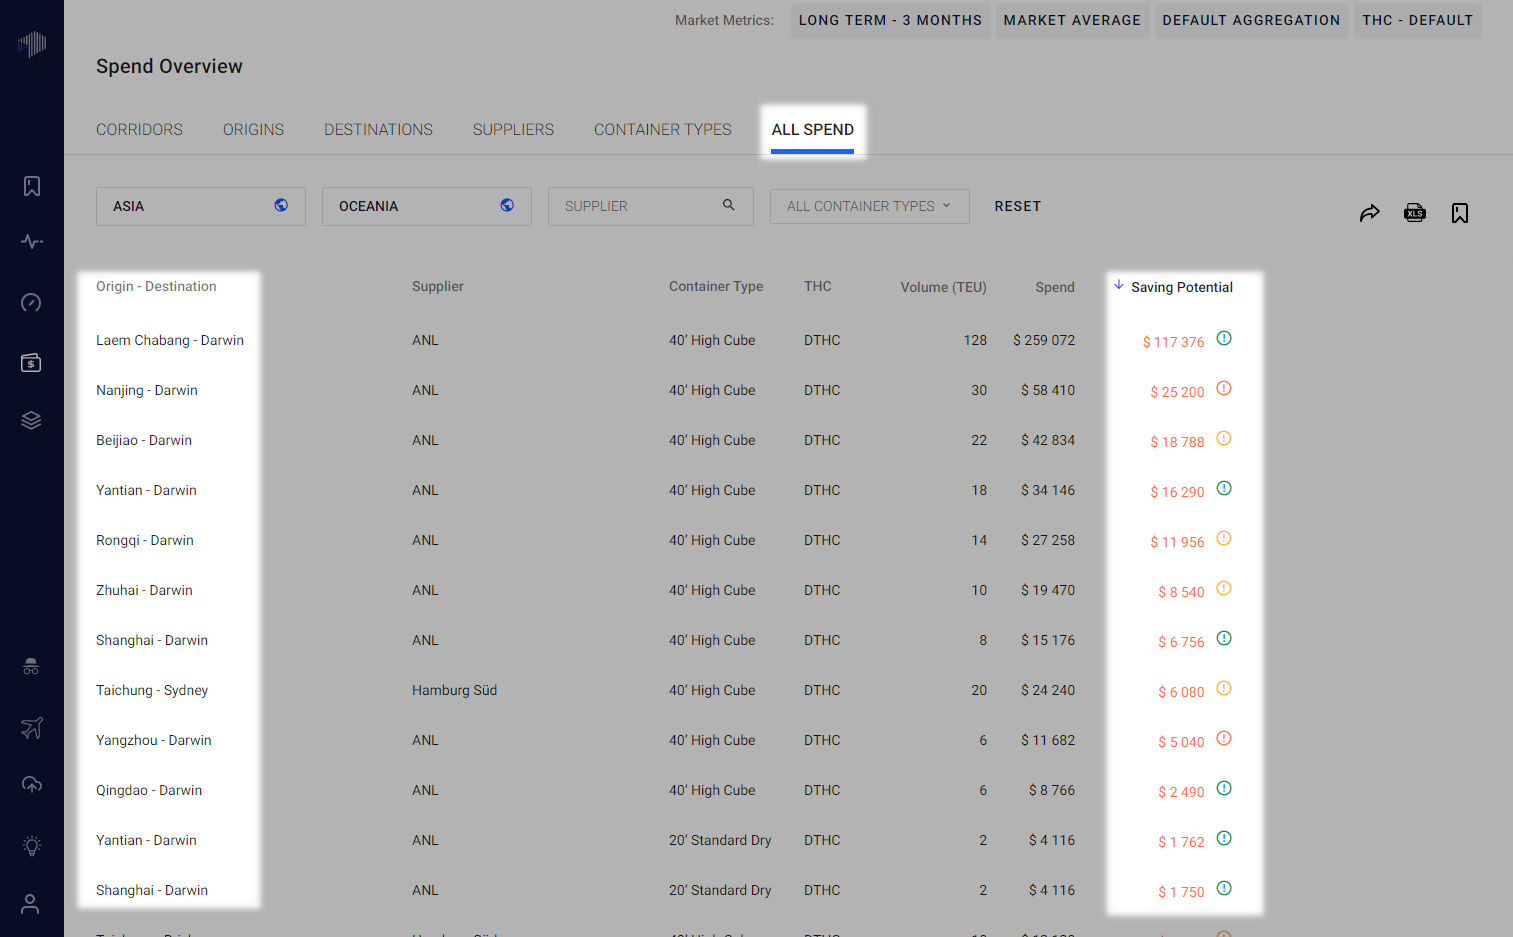 Market Metrics: LONG TERM - 3 MONTHS MARKET AVERAGE DEFAULT AGGREGATION THC - DEFAULT
Spend Overview
CORRIDORS ORIGINS DESTINATIONS SUPPLIERS CONTAINER TYPES ALL SPEND
ASIA OCEANIA SUPPLIER ALL CONTAINER TYPES RESET XLS
Origin - Destination Supplier Container Type THC Volume (TEU) Spend Saving Potential
Laem Chabang - Darwin ANL 40' High Cube DTHC 128 $ 259 072 $ 117 376
Nanjing - Darwin ANL 40' High Cube DTHC 30 $ 58 410 $ 25 200
Beijiao - Darwin ANL 40' High Cube DTHC 22 $ 42 834 $ 18 788
Yantian - Darwin ANL 40' High Cube DTHC 18 $ 34 146 $ 16 290
Rongqi - Darwin ANL 40' High Cube DTHC 14 $ 27 258 $ 11 956
Zhuhai - Darwin ANL 40' High Cube DTHC 10 $ 19 470 $ 8 540
Shanghai - Darwin ANL 40' High Cube DTHC 8 $ 15 176 $ 6 756
Taichung - Sydney Hamburg Süd 40' High Cube DTHC 20 $ 24 240 $ 6 080
Yangzhou - Darwin ANL 40' High Cube DTHC 6 $ 11 682 $ 5 040
Qingdao - Darwin ANL 40' High Cube DTHC 6 $ 8 766 $ 2 490
Yantian - Darwin ANL 20' Standard Dry DTHC 2 $ 4 116 $ 1 762
Shanghai - Darwin ANL 20' Standard Dry DTHC 2 $ 4 116 $ 1 750